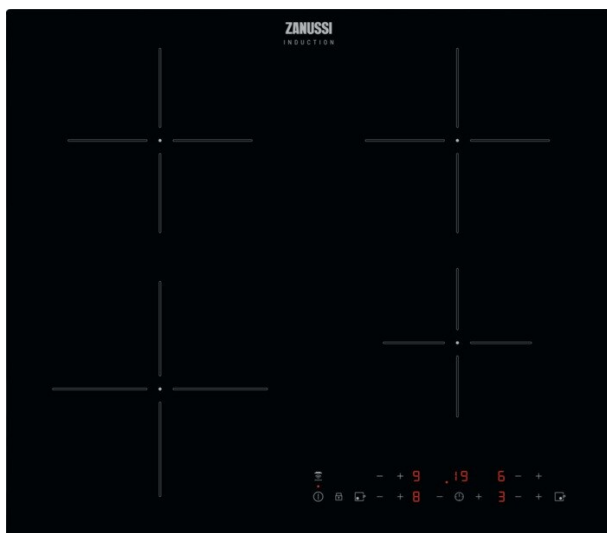 ZANUSSI
INDUCTION
- + 9 .19 6 - +
- + 8 - + 3 - +